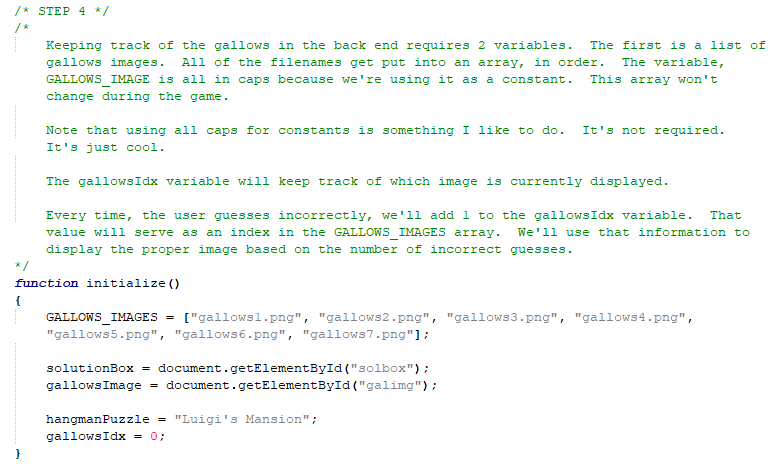 /* STEP 4 */
/*
Keeping track of the gallows in the back end requires 2 variables.  The first is a list of
gallows images.  All of the filenames get put into an array, in order.  The variable,
GALLOWS_IMAGE is all in caps because we're using it as a constant.  This array won't
change during the game.
Note that using all caps for constants is something I like to do.  It's not required.
It's just cool.
The gallowsIdx variable will keep track of which image is currently displayed.
Every time, the user guesses incorrectly, we'll add 1 to the gallowsIdx variable.  That
value will serve as an index in the GALLOWS_IMAGES array.  We'll use that information to
display the proper image based on the number of incorrect guesses.
*/
function initialize()
{
GALLOWS_IMAGES = ["gallows1.png", "gallows2.png", "gallows3.png", "gallows4.png",
"gallows5.png", "gallows6.png", "gallows7.png"];
solutionBox = document.getElementById("solbox");
gallowsImage = document.getElementById("galimg");
hangmanPuzzle = "Luigi's Mansion";
gallowsIdx = 0;
}